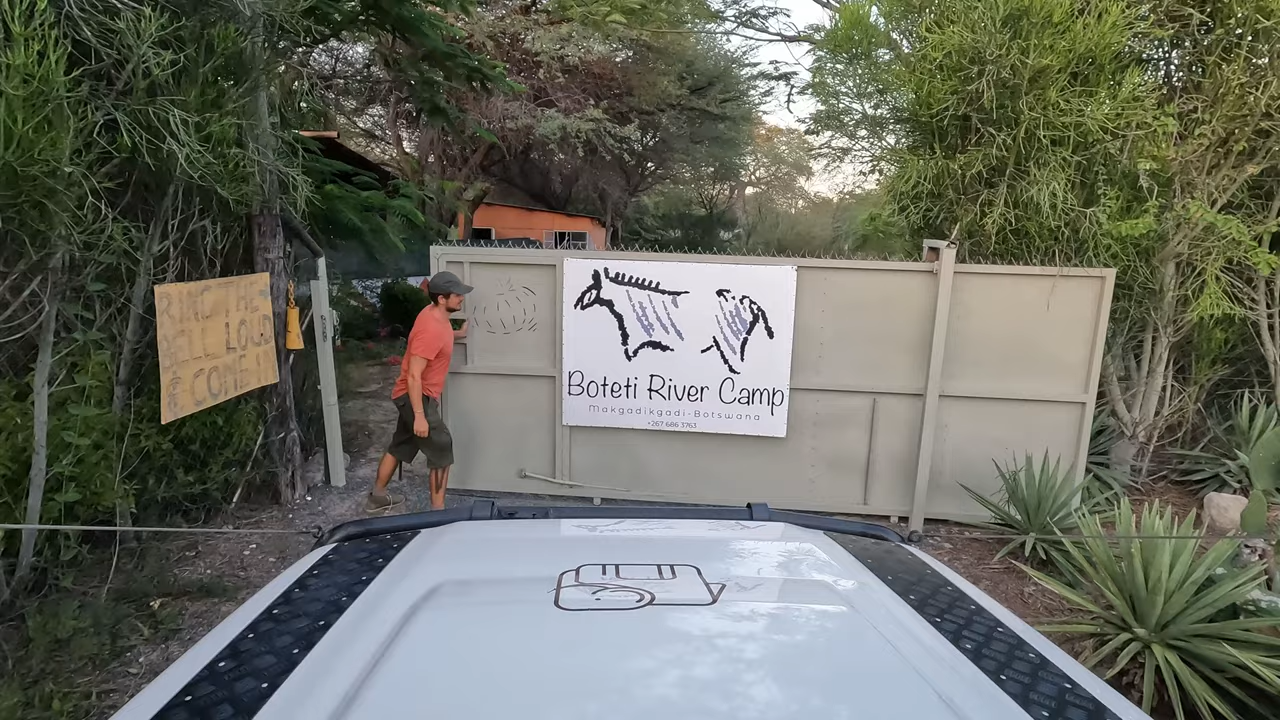 RING THE
BELL LOUD
& COME IN
Boteti River Camp
Makgadikgadi-Botswana
+267 686 3763